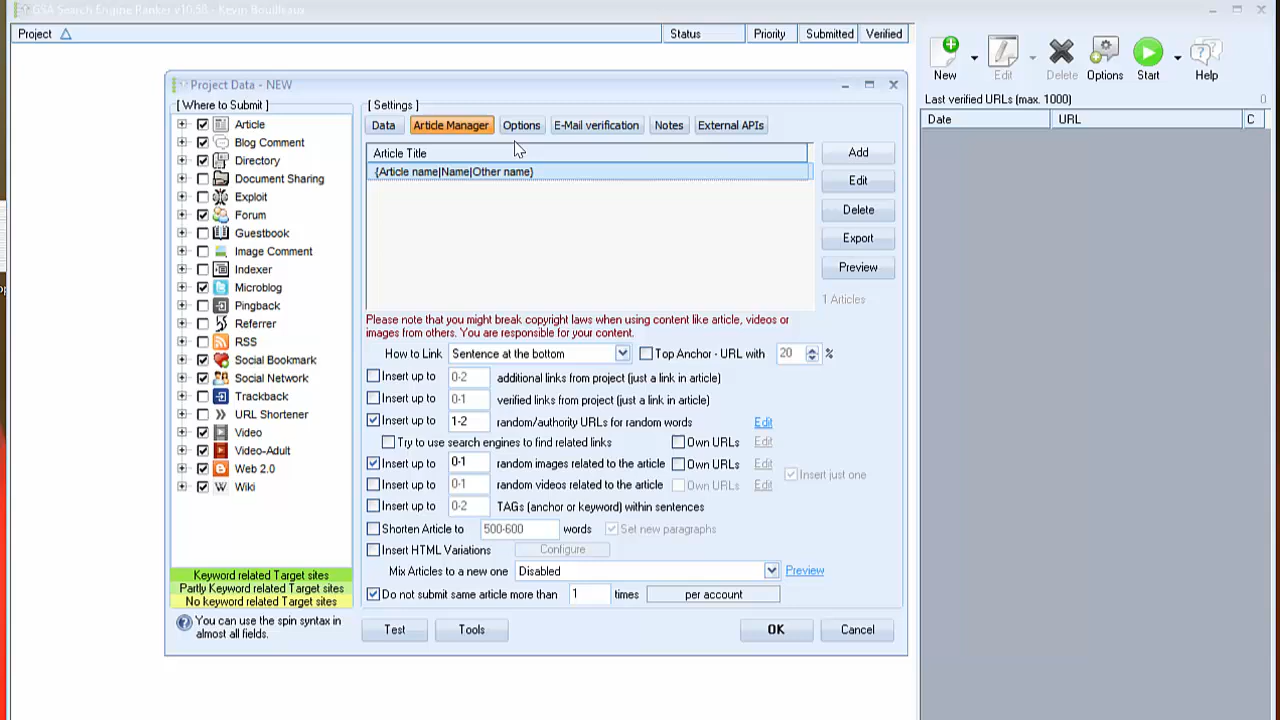 GSA Search Engine Ranker v10.58 - Kevin Bouilleau
Project Status Priority Submitted Verified
New Edit Delete Options Start Help
Last verified URLs (max. 1000) 0
Date URL C
Project Data - NEW
[ Where to Submit ]
Article
Blog Comment
Directory
Document Sharing
Exploit
Forum
Guestbook
Image Comment
Indexer
Microblog
Pingback
Referrer
RSS
Social Bookmark
Social Network
Trackback
URL Shortener
Video
Video-Adult
Web 2.0
Wiki
Keyword related Target sites
Partly Keyword related Target sites
No keyword related Target sites
You can use the spin syntax in
almost all fields.
[ Settings ]
Data Article Manager Options E-Mail verification Notes External APIs
Article Title
{Article name|Name|Other name}
Add
Edit
Delete
Export
Preview
1 Articles
Please note that you might break copyright laws when using content like article, videos or
images from others. You are responsible for your content.
How to Link Sentence at the bottom Top Anchor - URL with 20 %
Insert up to 0-2 additional links from project (just a link in article)
Insert up to 0-1 verified links from project (just a link in article)
Insert up to 1-2 random/authority URLs for random words Edit
Try to use search engines to find related links Own URLs Edit
Insert up to 0-1 random images related to the article Own URLs Edit
Insert just one
Insert up to 0-1 random videos related to the article Own URLs Edit
Insert up to 0-2 TAGs (anchor or keyword) within sentences
Shorten Article to 500-600 words Set new paragraphs
Insert HTML Variations Configure
Mix Articles to a new one Disabled Preview
Do not submit same article more than 1 times per account
Test Tools OK Cancel